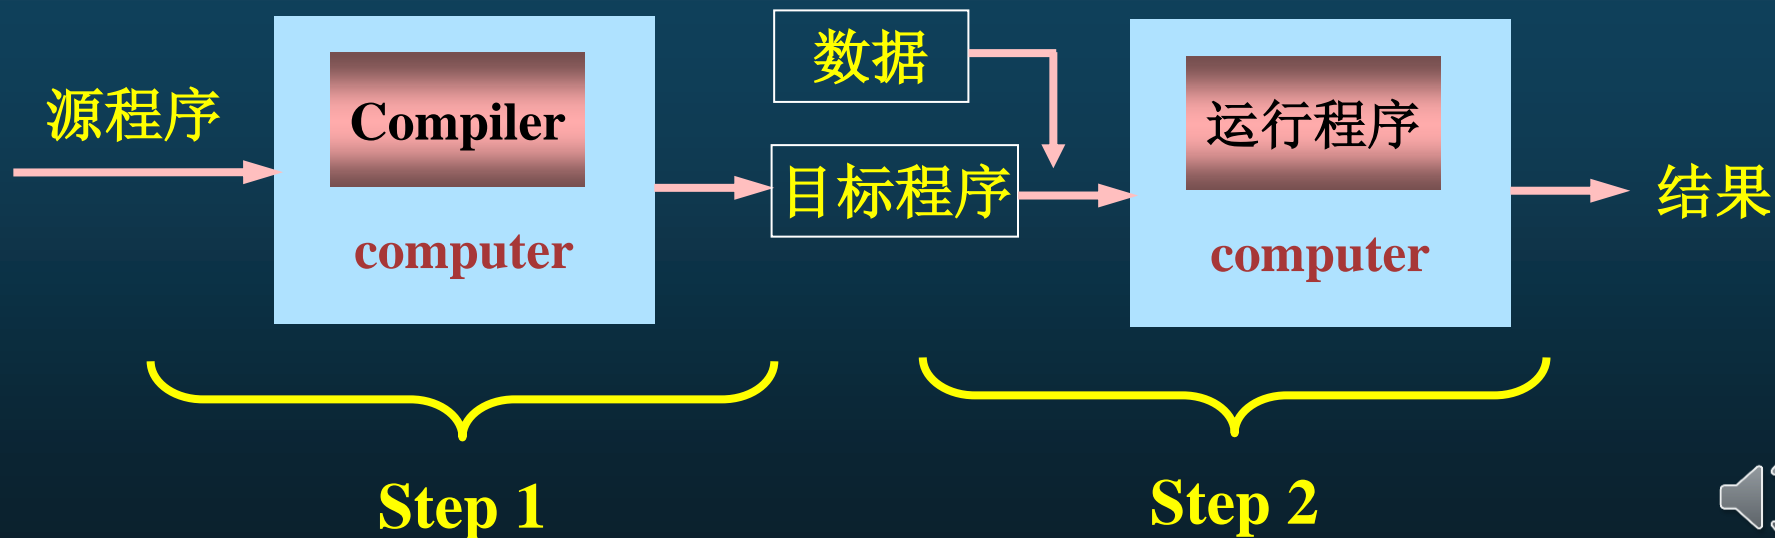 源程序
Compiler
computer
数据
目标程序
运行程序
computer
结果
Step 1
Step 2